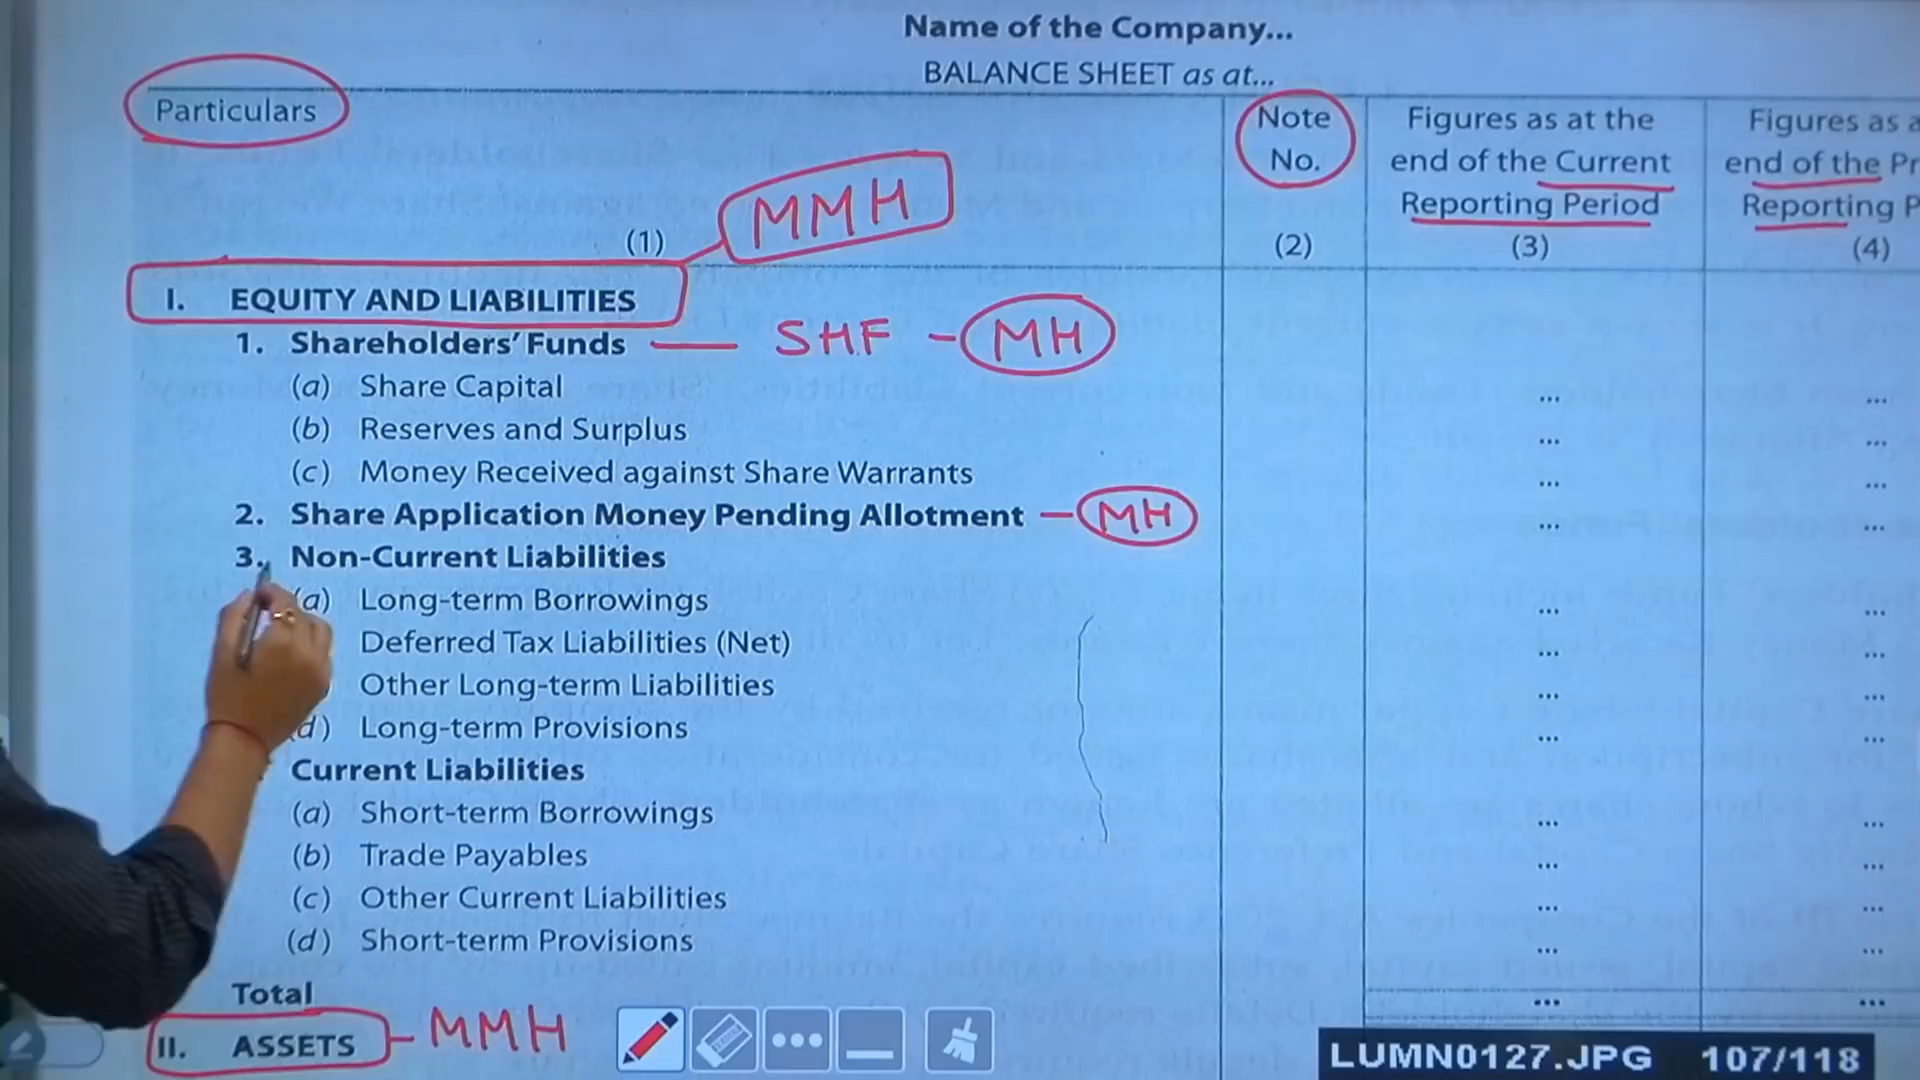 Name of the Company...
BALANCE SHEET as at...
Particulars
(1)
Note
No.
(2)
Figures as at the
end of the Current
Reporting Period
(3)
Figures as a
end of the Pr
Reporting P
(4)
MMH
I. EQUITY AND LIABILITIES
1. Shareholders' Funds — SHF - MH
(a) Share Capital ... ...
(b) Reserves and Surplus ... ...
(c) Money Received against Share Warrants ... ...
2. Share Application Money Pending Allotment — MH ... ...
3. Non-Current Liabilities
(a) Long-term Borrowings ... ...
Deferred Tax Liabilities (Net) ... ...
Other Long-term Liabilities ... ...
d) Long-term Provisions ... ...
Current Liabilities
(a) Short-term Borrowings ... ...
(b) Trade Payables ... ...
(c) Other Current Liabilities ... ...
(d) Short-term Provisions ... ...
Total ... ...
II. ASSETS - MMH
LUMN0127.JPG 107/118